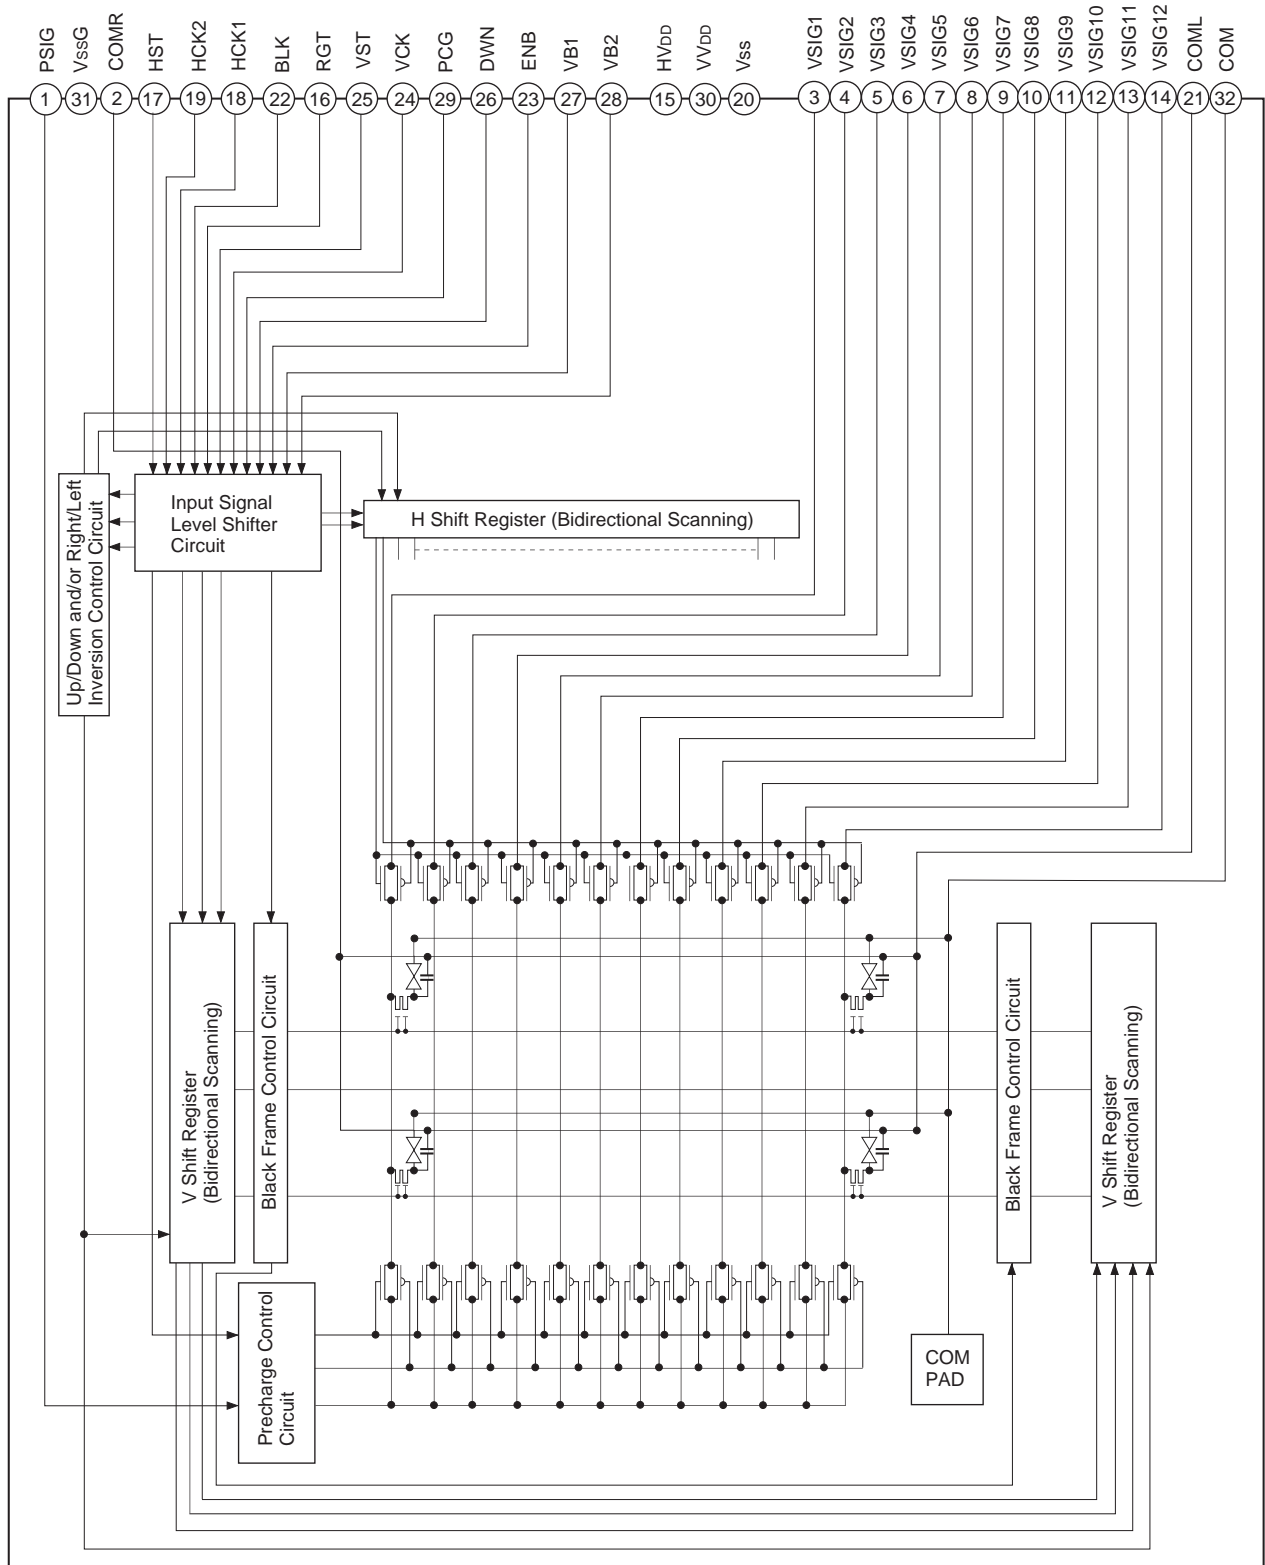 PSIG
VssG
COMR
HST
HCK2
HCK1
BLK
RGT
VST
VCK
PCG
DWN
ENB
VB1
VB2
HVDD
VVDD
Vss
VSIG1
VSIG2
VSIG3
VSIG4
VSIG5
VSIG6
VSIG7
VSIG8
VSIG9
VSIG10
VSIG11
VSIG12
COML
COM
1
31
2
17
19
18
22
16
25
24
29
26
23
27
28
15
30
20
3
4
5
6
7
8
9
10
11
12
13
14
21
32
Up/Down and/or Right/Left
Inversion Control Circuit
Input Signal
Level Shifter
Circuit
H Shift Register (Bidirectional Scanning)
V Shift Register
(Bidirectional Scanning)
Black Frame Control Circuit
Black Frame Control Circuit
V Shift Register
(Bidirectional Scanning)
Precharge Control
Circuit
COM
PAD